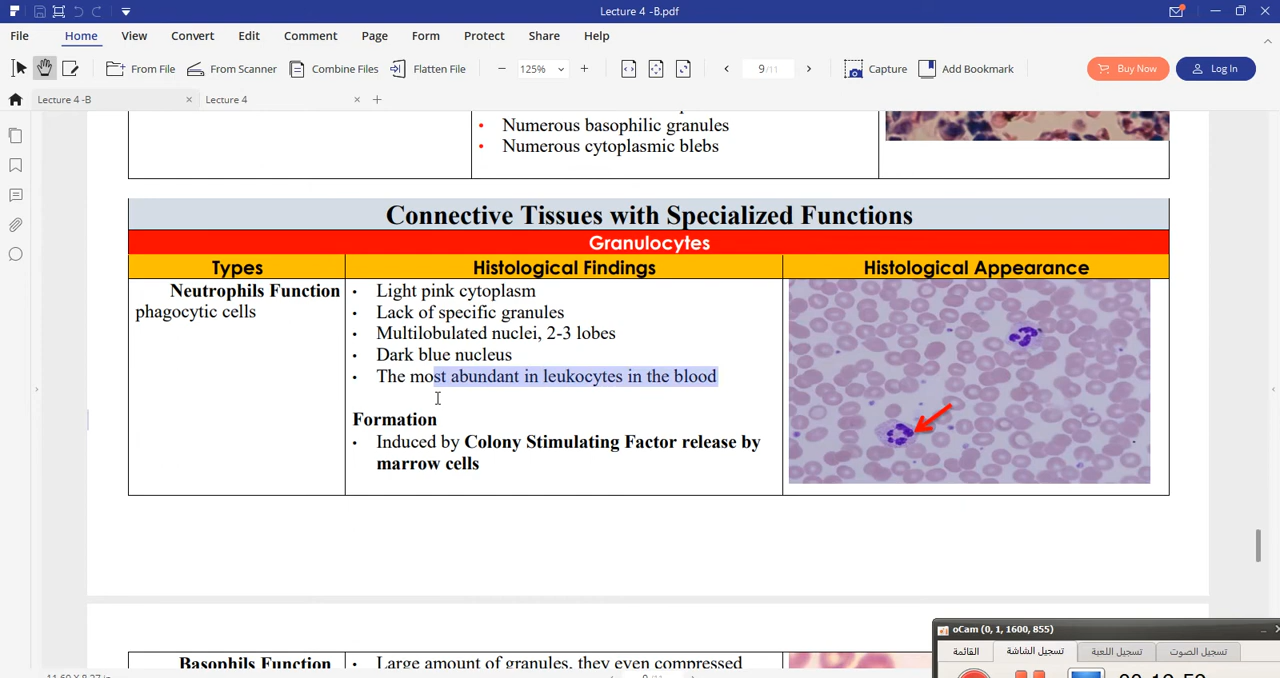 Lecture 4 -B.pdf
File
Home
View
Convert
Edit
Comment
Page
Form
Protect
Share
Help
From File
From Scanner
Combine Files
Flatten File
125%
9/11
Capture
Add Bookmark
Buy Now
Log In
Lecture 4 -B
Lecture 4
• Numerous basophilic granules
• Numerous cytoplasmic blebs
Connective Tissues with Specialized Functions
Granulocytes
Types
Histological Findings
Histological Appearance
Neutrophils Function
phagocytic cells
• Light pink cytoplasm
• Lack of specific granules
• Multilobulated nuclei, 2-3 lobes
• Dark blue nucleus
• The most abundant in leukocytes in the blood
Formation
• Induced by Colony Stimulating Factor release by
marrow cells
Basophils Function
• Large amount of granules, they even compressed
oCam (0, 1, 1600, 855)
القائمة
تسجيل الشاشة
تسجيل اللعبة
تسجيل الصوت